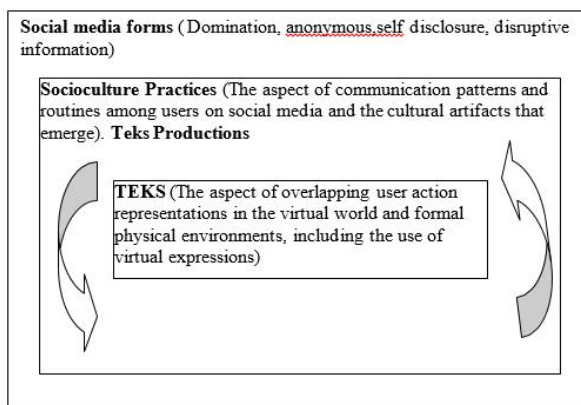 Social media forms ( Domination, anonymous,self disclosure, disruptive
information)
Socioculture Practices (The aspect of communication patterns and
routines among users on social media and the cultural artifacts that
emerge). Teks Productions
TEKS (The aspect of overlapping user action
representations in the virtual world and formal
physical environments, including the use of
virtual expressions)